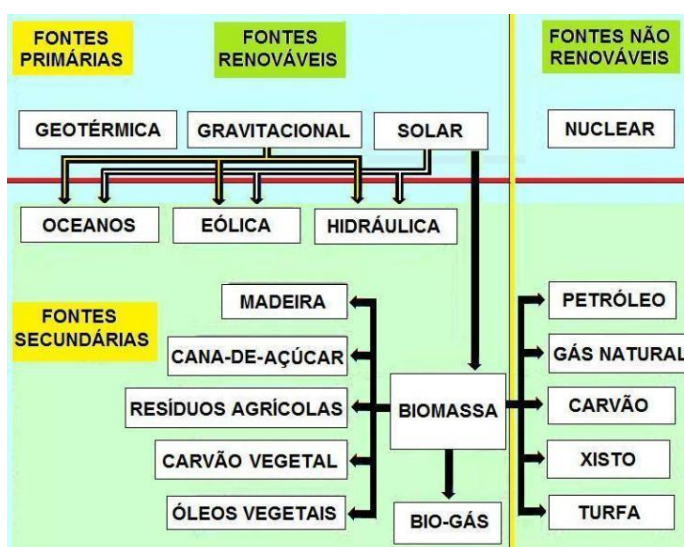 FONTES
PRIMÁRIAS
FONTES
RENOVÁVEIS
FONTES NÃO
RENOVÁVEIS
GEOTÉRMICA
GRAVITACIONAL
SOLAR
NUCLEAR
OCEANOS
EÓLICA
HIDRÁULICA
FONTES
SECUNDÁRIAS
MADEIRA
CANA-DE-AÇÚCAR
RESÍDUOS AGRÍCOLAS
CARVÃO VEGETAL
ÓLEOS VEGETAIS
BIOMASSA
BIO-GÁS
PETRÓLEO
GÁS NATURAL
CARVÃO
XISTO
TURFA